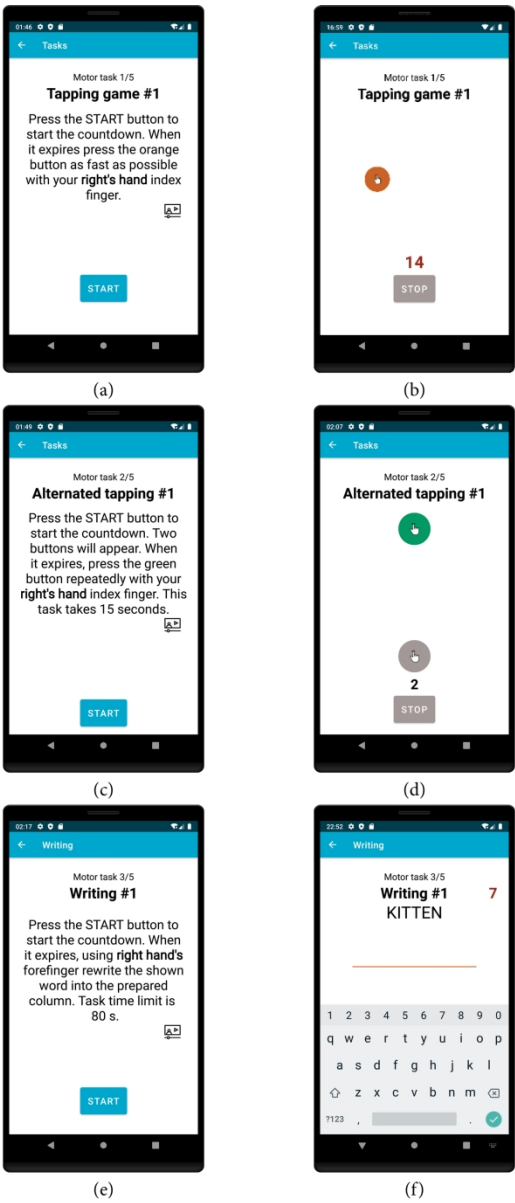 01:46
Tasks
Motor task 1/5
Tapping game #1
Press the START button to
start the countdown. When
it expires press the orange
button as fast as possible
with your right's hand index
finger.
A
START
(a)
16:59
Tasks
Motor task 1/5
Tapping game #1
14
STOP
(b)
01:49
Tasks
Motor task 2/5
Alternated tapping #1
Press the START button to
start the countdown. Two
buttons will appear. When
it expires, press the green
button repeatedly with your
right's hand index finger. This
task takes 15 seconds.
A
START
(c)
02:07
Tasks
Motor task 2/5
Alternated tapping #1
2
STOP
(d)
02:17
Writing
Motor task 3/5
Writing #1
Press the START button to
start the countdown. When
it expires, using right hand's
forefinger rewrite the shown
word into the prepared
column. Task time limit is
80 s.
A
START
(e)
22:52
Writing
Motor task 3/5
Writing #1 7
KITTEN
1 2 3 4 5 6 7 8 9 0
q w e r t y u i o p
a s d f g h j k l
z x c v b n m
?123 , .
(f)